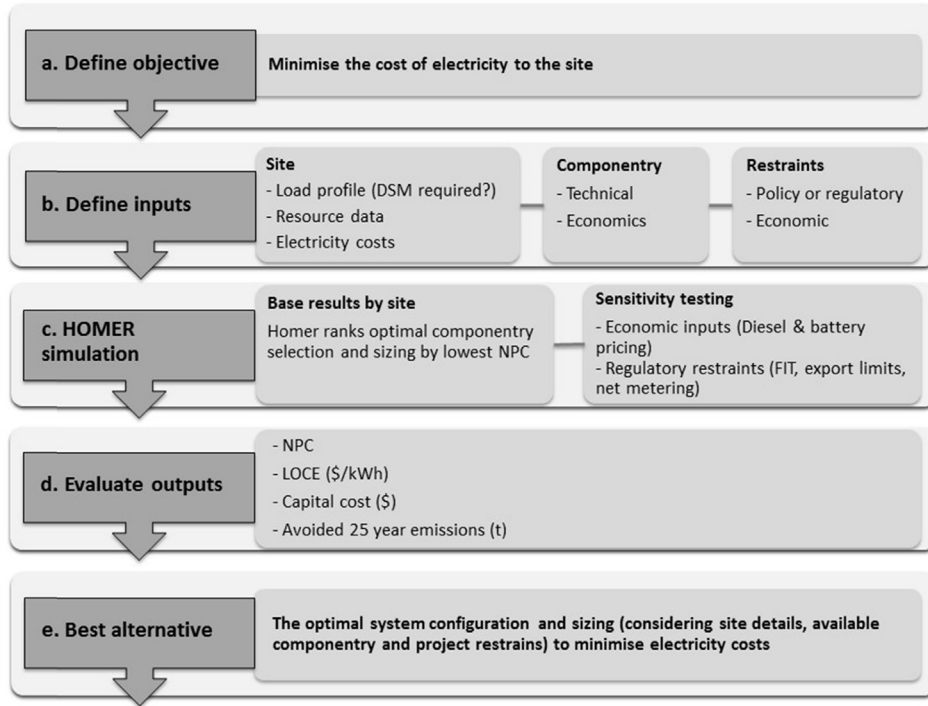 a. Define objective
Minimise the cost of electricity to the site
b. Define inputs
Site
- Load profile (DSM required?)
- Resource data
- Electricity costs
Componentry
- Technical
- Economics
Restraints
- Policy or regulatory
- Economic
c. HOMER
simulation
Base results by site
Homer ranks optimal componentry
selection and sizing by lowest NPC
Sensitivity testing
- Economic inputs (Diesel & battery
pricing)
- Regulatory restraints (FIT, export limits,
net metering)
d. Evaluate outputs
- NPC
- LOCE ($/kWh)
- Capital cost ($)
- Avoided 25 year emissions (t)
e. Best alternative
The optimal system configuration and sizing (considering site details, available
componentry and project restrains) to minimise electricity costs